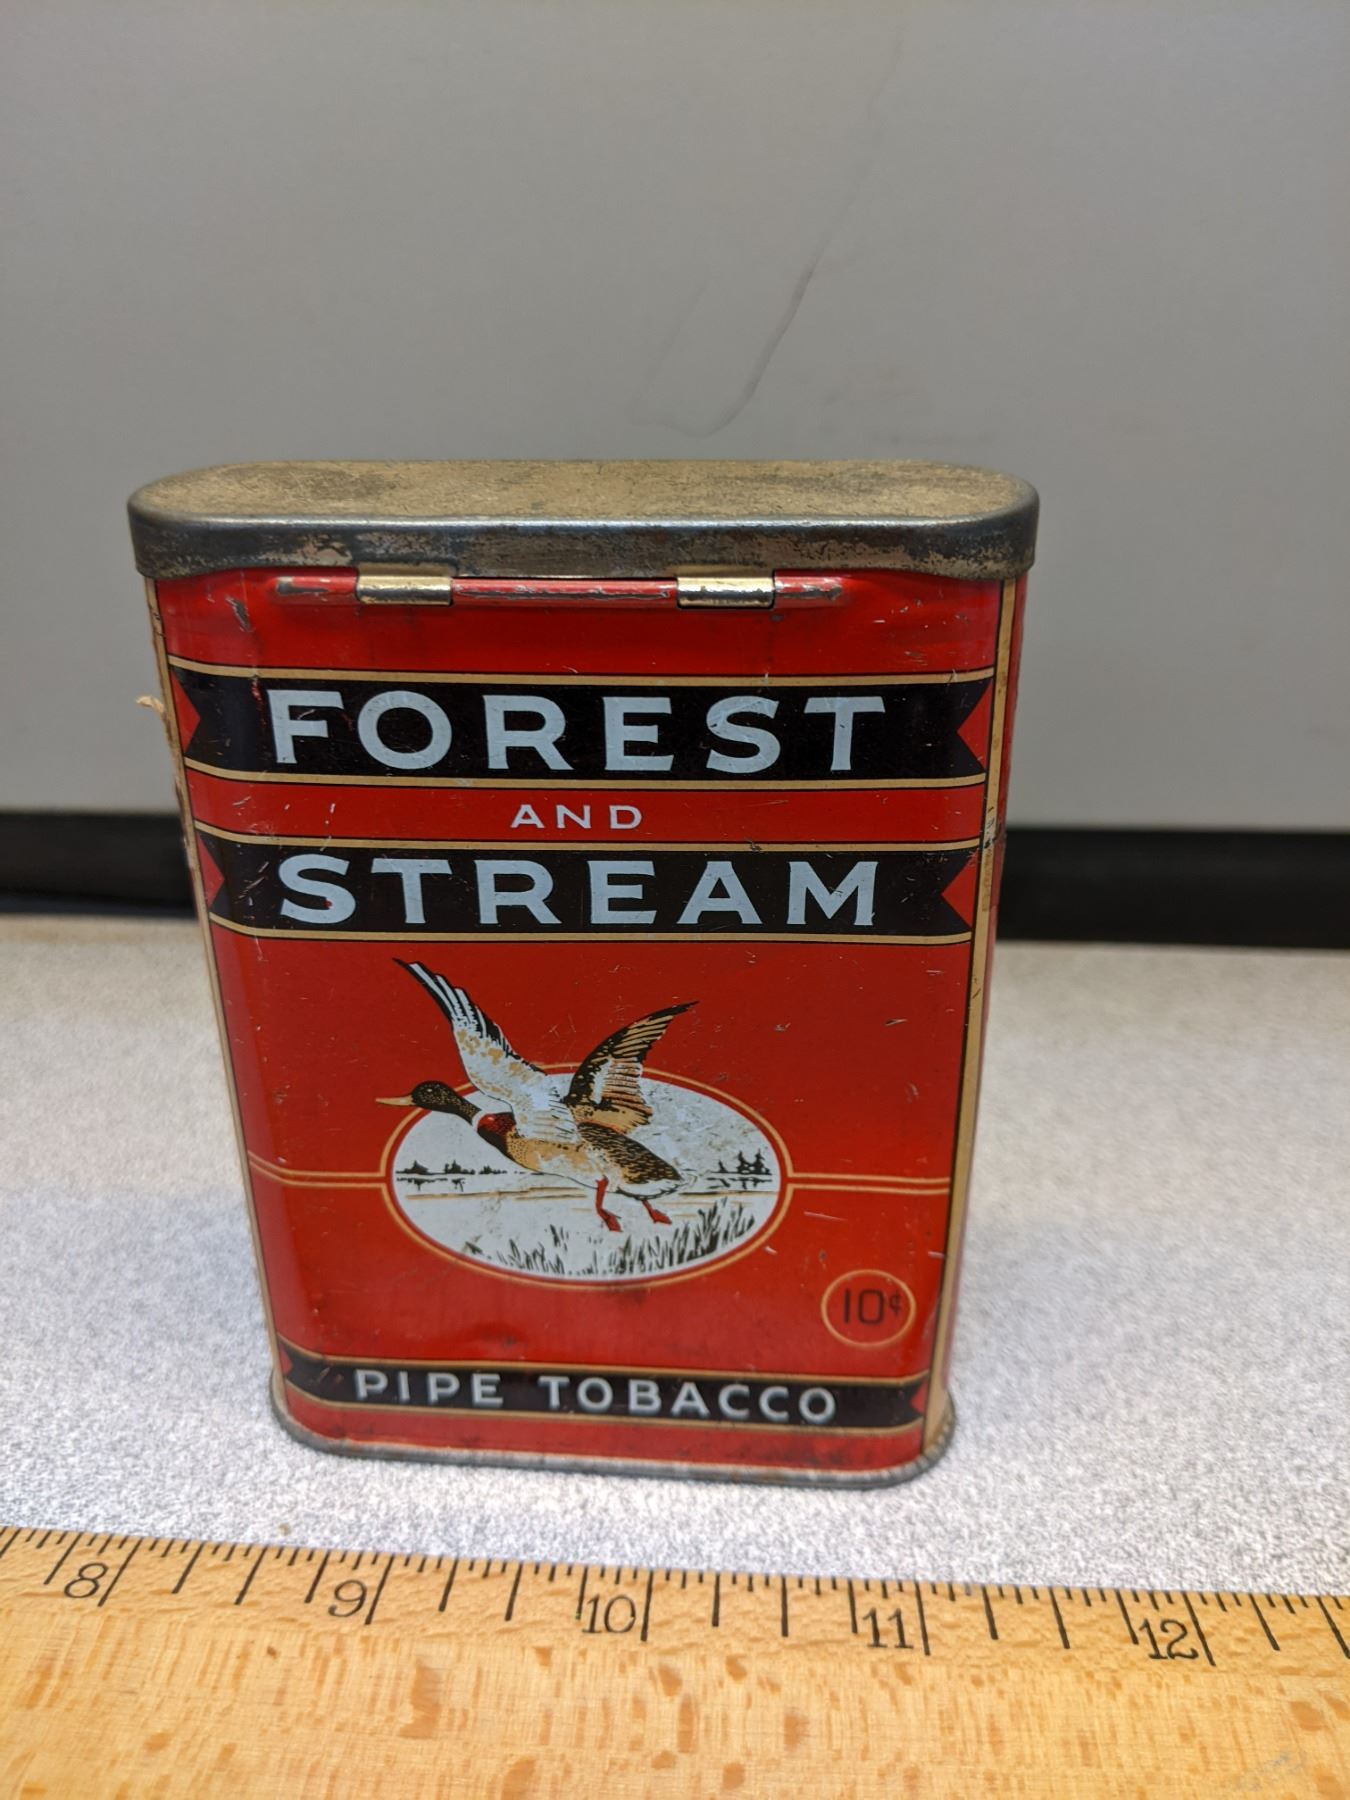 FOREST
AND
STREAM
10¢
PIPE TOBACCO
8 9 10 11 12